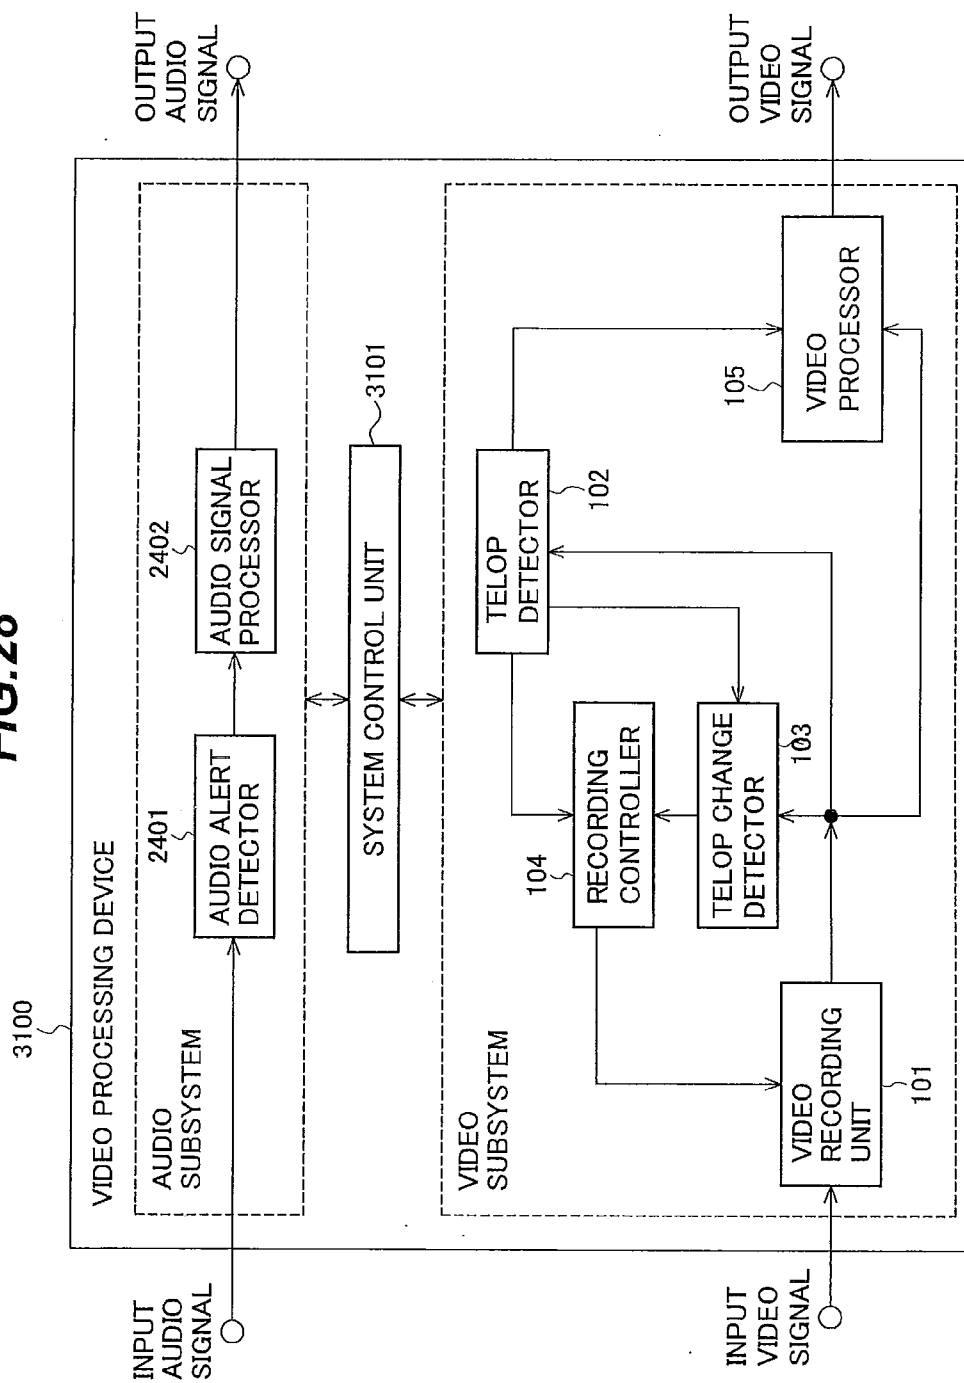 FIG.28
3100
VIDEO PROCESSING DEVICE
AUDIO
SUBSYSTEM
INPUT
AUDIO
SIGNAL
2401
AUDIO ALERT
DETECTOR
2402
AUDIO SIGNAL
PROCESSOR
OUTPUT
AUDIO
SIGNAL
SYSTEM CONTROL UNIT
3101
VIDEO
SUBSYSTEM
INPUT
VIDEO
SIGNAL
VIDEO
RECORDING
UNIT
101
104
RECORDING
CONTROLLER
TELOP CHANGE
DETECTOR
103
TELOP
DETECTOR
102
105
VIDEO
PROCESSOR
OUTPUT
VIDEO
SIGNAL